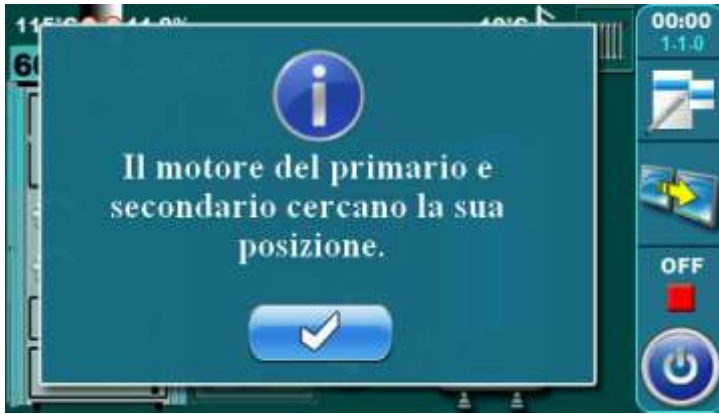 00:00
1-1-0
Il motore del primario e
secondario cercano la sua
posizione.
OFF